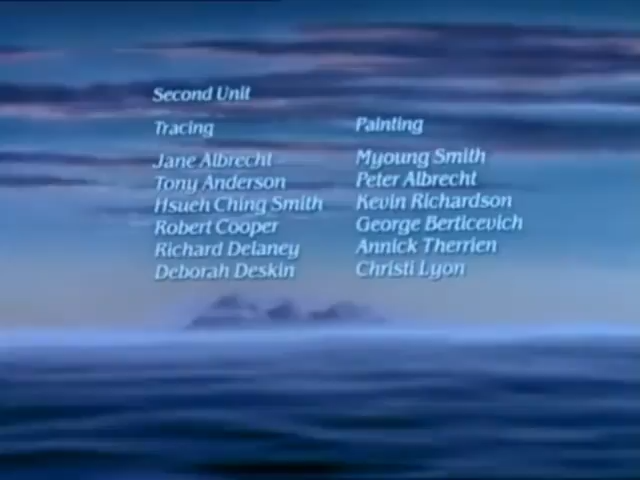 Second Unit
Tracing
Jane Albrecht
Tony Anderson
Hsueh Ching Smith
Robert Cooper
Richard Delaney
Deborah Deskin
Painting
Myoung Smith
Peter Albrecht
Kevin Richardson
George Berticevich
Annick Therrien
Christi Lyon